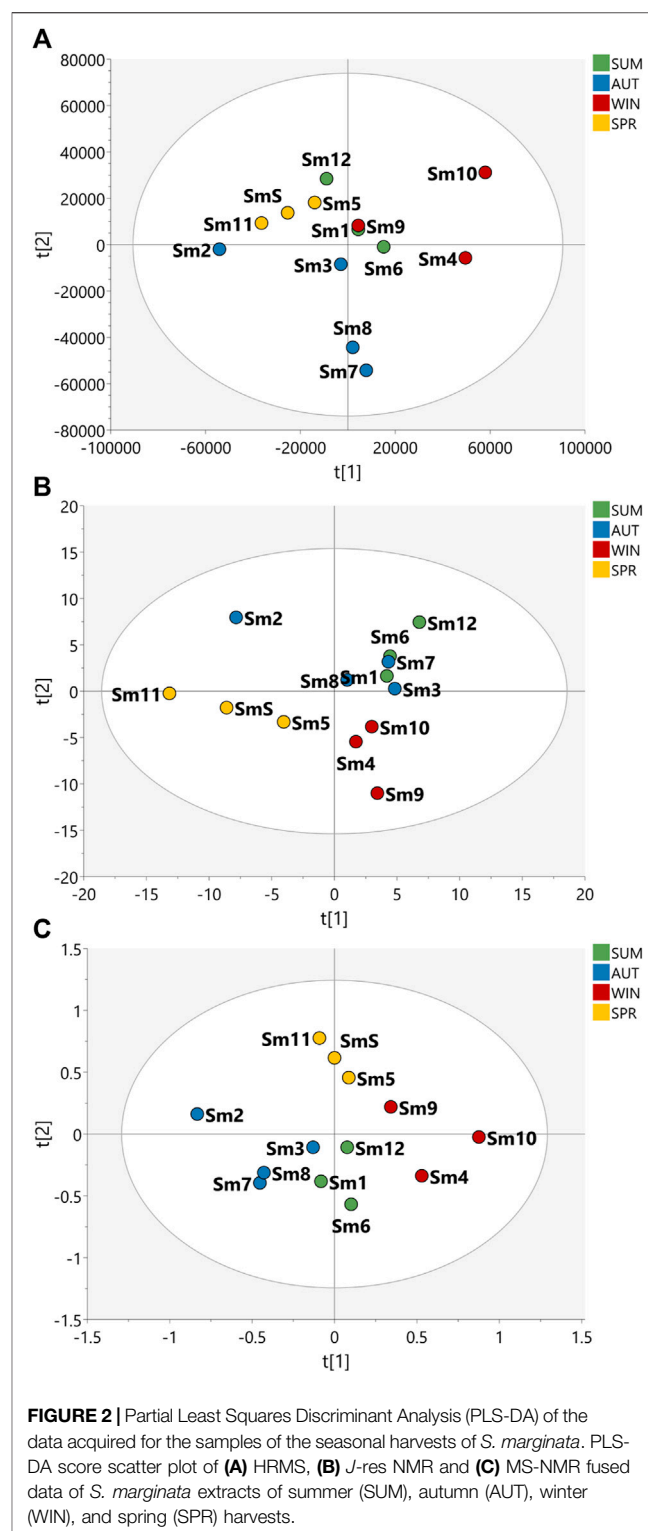 A
SUM
AUT
WIN
SPR
80000
60000
40000
20000
0
-20000
-40000
-60000
-80000
t[2]
Sm12
Sm10
SmS
Sm5
Sm11
Sm1
Sm9
Sm2
Sm3
Sm6
Sm4
Sm8
Sm7
-100000 -60000 -20000 20000 60000 100000
t[1]
B
SUM
AUT
WIN
SPR
20
15
10
5
0
-5
-10
-15
-20
t[2]
Sm2
Sm12
Sm6
Sm7
Sm8
Sm1
Sm3
Sm11
SmS
Sm5
Sm10
Sm4
Sm9
-20 -15 -10 -5 0 5 10 15 20
t[1]
C
SUM
AUT
WIN
SPR
1.5
1
0.5
0
-0.5
-1
-1.5
t[2]
Sm11
SmS
Sm5
Sm9
Sm2
Sm3
Sm12
Sm10
Sm8
Sm7
Sm1
Sm4
Sm6
-1.5 -1 -0.5 0 0.5 1 1.5
t[1]
FIGURE 2 | Partial Least Squares Discriminant Analysis (PLS-DA) of the
data acquired for the samples of the seasonal harvests of S. marginata. PLS-
DA score scatter plot of (A) HRMS, (B) J-res NMR and (C) MS-NMR fused
data of S. marginata extracts of summer (SUM), autumn (AUT), winter
(WIN), and spring (SPR) harvests.